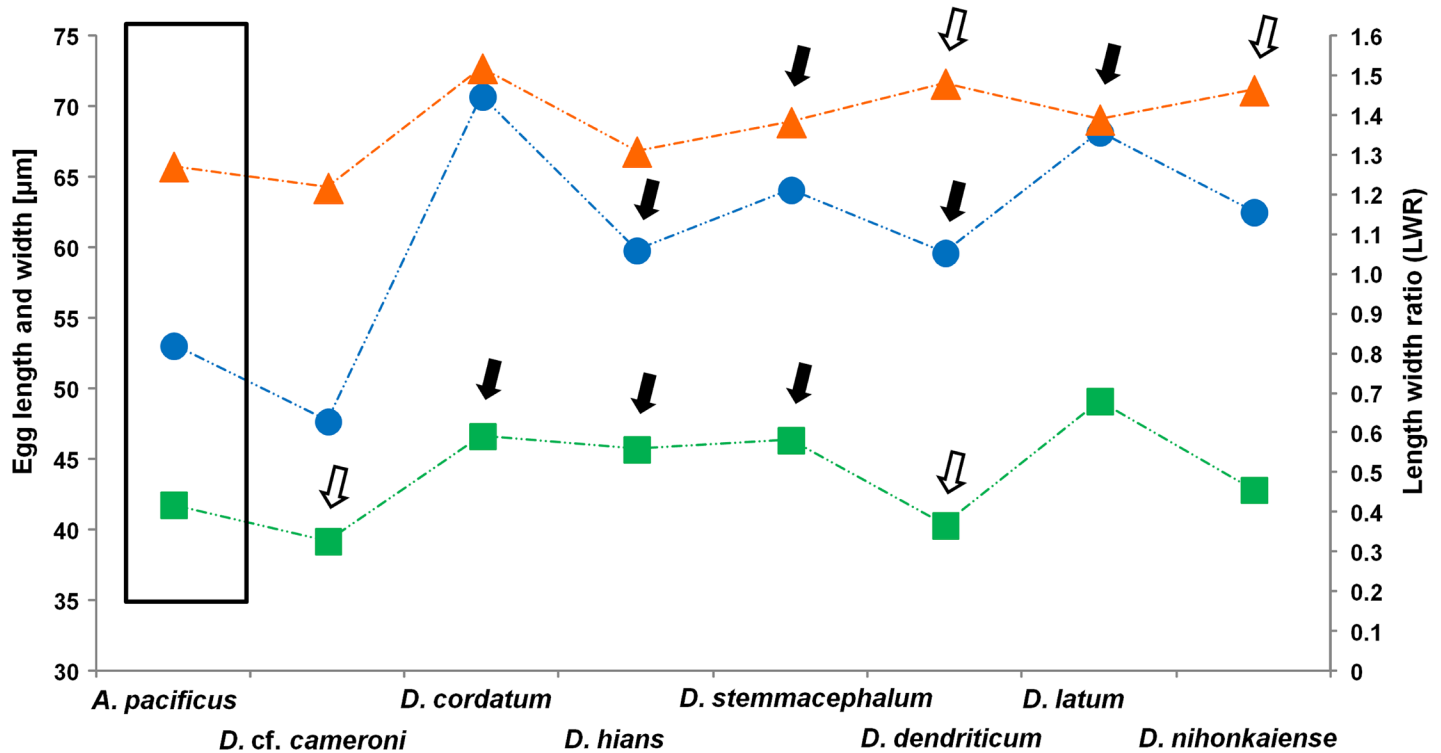 Egg length and width [µm]
75
70
65
60
55
50
45
40
35
30
1.6
1.5
1.4
1.3
1.2
1.1
1.0
0.9
0.8
0.7
0.6
0.5
0.4
0.3
0.2
0.1
0
Length width ratio (LWR)
A. pacificus
D. cf. cameroni
D. cordatum
D. hians
D. stemmacephalum
D. dendriticum
D. latum
D. nihonkaiense